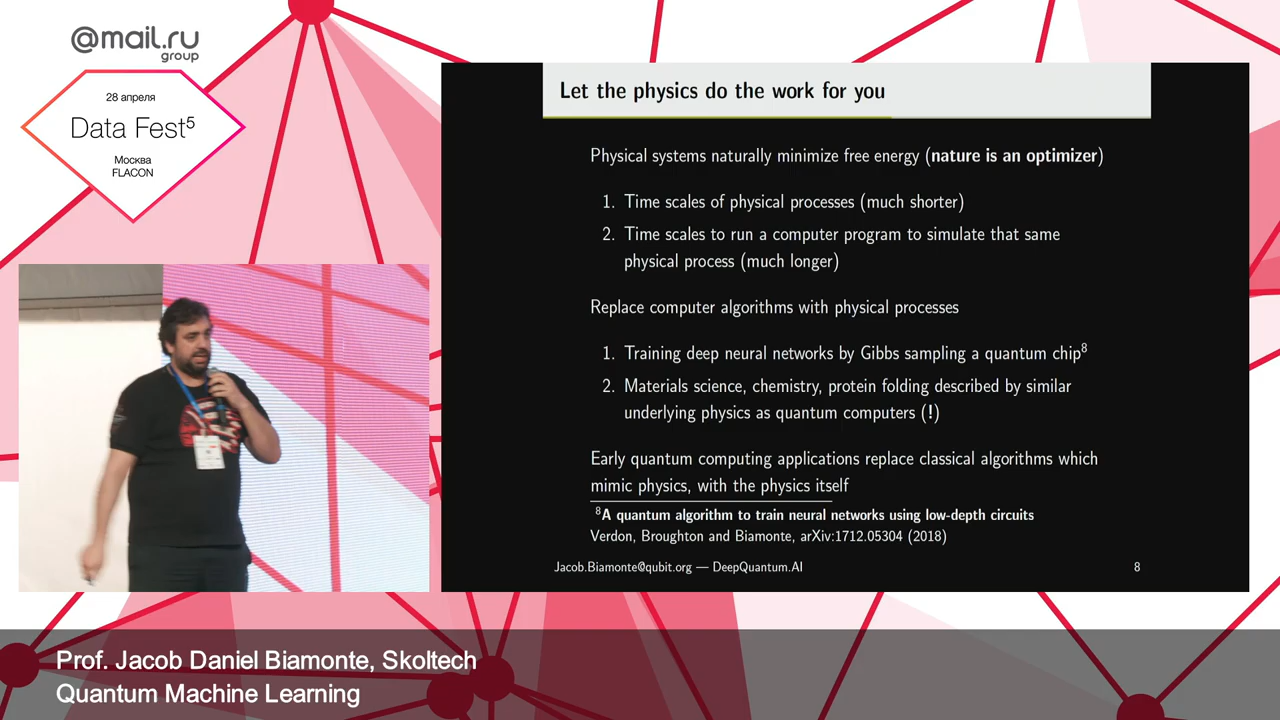 @mail.ru
group
28 апреля
Data Fest⁵
Москва
FLACON
Let the physics do the work for you
Physical systems naturally minimize free energy (nature is an optimizer)
1. Time scales of physical processes (much shorter)
2. Time scales to run a computer program to simulate that same
physical process (much longer)
Replace computer algorithms with physical processes
1. Training deep neural networks by Gibbs sampling a quantum chip⁸
2. Materials science, chemistry, protein folding described by similar
underlying physics as quantum computers (!)
Early quantum computing applications replace classical algorithms which
mimic physics, with the physics itself
⁸A quantum algorithm to train neural networks using low-depth circuits
Verdon, Broughton and Biamonte, arXiv:1712.05304 (2018)
Jacob.Biamonte@qubit.org — DeepQuantum.AI
8
Prof. Jacob Daniel Biamonte, Skoltech
Quantum Machine Learning